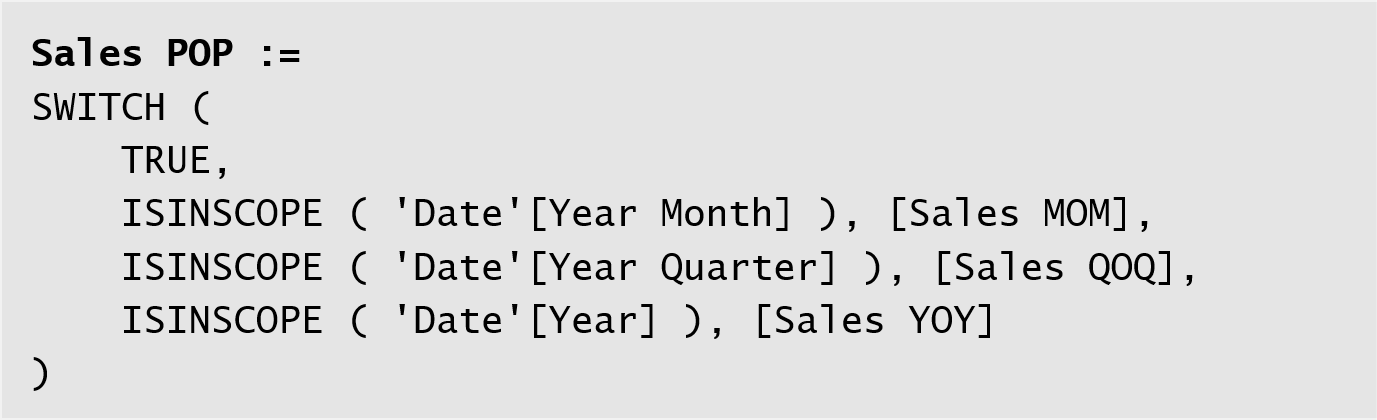 Sales POP :=
SWITCH (
    TRUE,
    ISINSCOPE ( 'Date'[Year Month] ), [Sales MOM],
    ISINSCOPE ( 'Date'[Year Quarter] ), [Sales QOQ],
    ISINSCOPE ( 'Date'[Year] ), [Sales YOY]
)